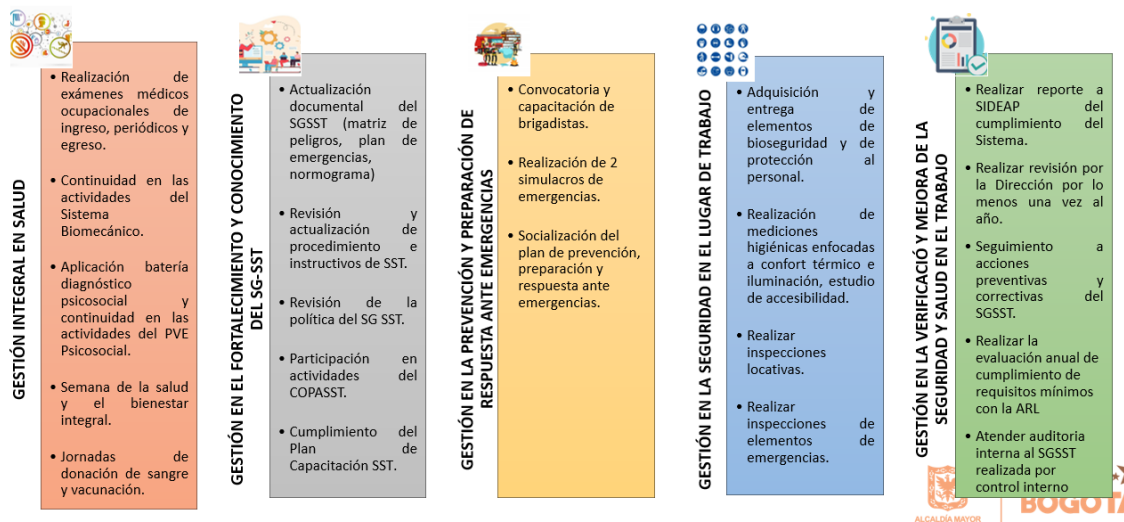 GESTIÓN INTEGRAL EN SALUD
• Realización de
exámenes médicos
ocupacionales de
ingreso, periódicos y
egreso.
• Continuidad en las
actividades del
Sistema
Biomecánico.
• Aplicación batería
diagnóstico
psicosocial y
continuidad en las
actividades del PVE
Psicosocial.
• Semana de la salud
y el bienestar
integral.
• Jornadas de
donación de sangre
y vacunación.
GESTIÓN EN EL FORTALECIMIENTO Y CONOCIMIENTO
DEL SG-SST
• Actualización
documental del
SGSST (matriz de
peligros, plan de
emergencias,
normograma)
• Revisión y
actualización de
procedimiento e
instructivos de SST.
• Revisión de la
política del SG SST.
• Participación en
actividades del
COPASST.
• Cumplimiento del
Plan de
Capacitación SST.
GESTIÓN EN LA PREVENCIÓN Y PREPARACIÓN DE
RESPUESTA ANTE EMERGENCIAS
• Convocatoria y
capacitación de
brigadistas.
• Realización de 2
simulacros de
emergencias.
• Socialización del
plan de prevención,
preparación y
respuesta ante
emergencias.
GESTIÓN EN LA SEGURIDAD EN EL LUGAR DE TRABAJO
• Adquisición y
entrega de
elementos de
bioseguridad y de
protección al
personal.
• Realización de
mediciones
higiénicas enfocadas
a confort térmico e
iluminación, estudio
de accesibilidad.
• Realizar
inspecciones
locativas.
• Realizar
inspecciones de
elementos de
emergencias.
GESTIÓN EN LA VERIFICACIÓ Y MEJORA DE LA
SEGURIDAD Y SALUD EN EL TRABAJO
• Realizar reporte a
SIDEAP del
cumplimiento del
Sistema.
• Realizar revisión por
la Dirección por lo
menos una vez al
año.
• Seguimiento a
acciones
preventivas y
correctivas del
SGSST.
• Realizar la
evaluación anual de
cumplimiento de
requisitos mínimos
con la ARL
• Atender auditoria
interna al SGSST
realizada por
control interno
ALCALDÍA MAYOR
BOGOTÁ